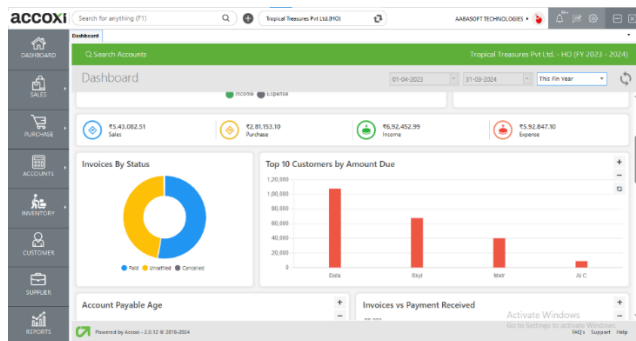 accoxi
Search for anything (F1)
Tropical Treasures Pvt Ltd.(HO)
AABASOFT TECHNOLOGIES
Dashboard
DASHBOARD
Search Accounts
Tropical Treasures Pvt Ltd. - HO (FY 2023 - 2024)
Dashboard
01-04-2023
31-03-2024
This Fin Year
SALES
Income Expense
₹5,43,082.51
Sales
₹2,81,153.10
Purchase
₹6,92,452.99
Income
₹5,92,847.10
Expense
PURCHASE
ACCOUNTS
INVENTORY
CUSTOMER
SUPPLIER
REPORTS
Invoices By Status
Paid Unsettled Cancelled
Top 10 Customers by Amount Due
1,20,000
1,00,000
80,000
60,000
40,000
20,000
0
Data
Al C
Account Payable Age
Invoices vs Payment Received
Activate Windows
Go to Settings to activate Windows.
Powered by Accoxi - 2.0.12 © 2018-2024
FAQ's Support Help